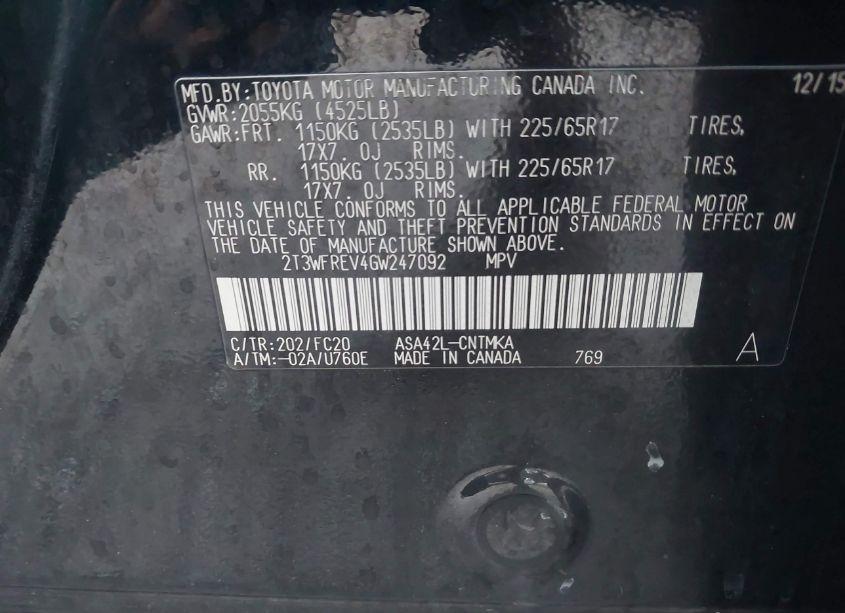 MFD.BY:TOYOTA MOTOR MANUFACTURING CANADA INC. 12/15
GVWR:2055KG (4525LB)
GAWR:FRT. 1150KG (2535LB) WITH 225/65R17 TIRES,
17X7.0J RIMS.
RR. 1150KG (2535LB) WITH 225/65R17 TIRES,
17X7.0J RIMS.
THIS VEHICLE CONFORMS TO ALL APPLICABLE FEDERAL MOTOR
VEHICLE SAFETY AND THEFT PREVENTION STANDARDS IN EFFECT ON
THE DATE OF MANUFACTURE SHOWN ABOVE.
2T3WFREV4GW247092 MPV
C/TR:202/FC20 ASA42L-CNTMKA
A/TM:-02A/U760E MADE IN CANADA 769 A